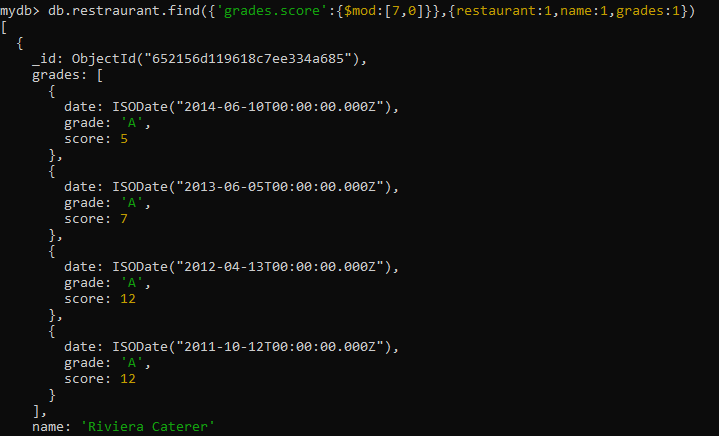 mydb> db.restraurant.find({'grades.score':{$mod:[7,0]}},{restaurant:1,name:1,grades:1})
[
  {
    _id: ObjectId("652156d119618c7ee334a685"),
    grades: [
      {
        date: ISODate("2014-06-10T00:00:00.000Z"),
        grade: 'A',
        score: 5
      },
      {
        date: ISODate("2013-06-05T00:00:00.000Z"),
        grade: 'A',
        score: 7
      },
      {
        date: ISODate("2012-04-13T00:00:00.000Z"),
        grade: 'A',
        score: 12
      },
      {
        date: ISODate("2011-10-12T00:00:00.000Z"),
        grade: 'A',
        score: 12
      }
    ],
    name: 'Riviera Caterer'